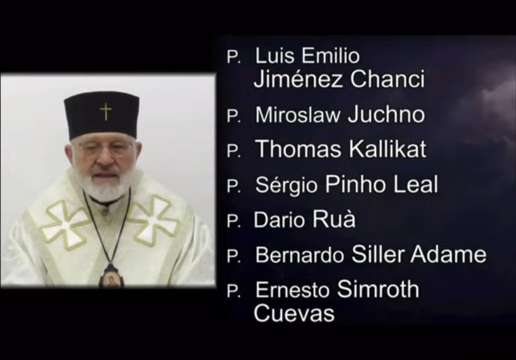 P. Luis Emilio
Jiménez Chanci
P. Miroslaw Juchno
P. Thomas Kallikat
P. Sérgio Pinho Leal
P. Dario Ruà
P. Bernardo Siller Adame
P. Ernesto Simroth
Cuevas